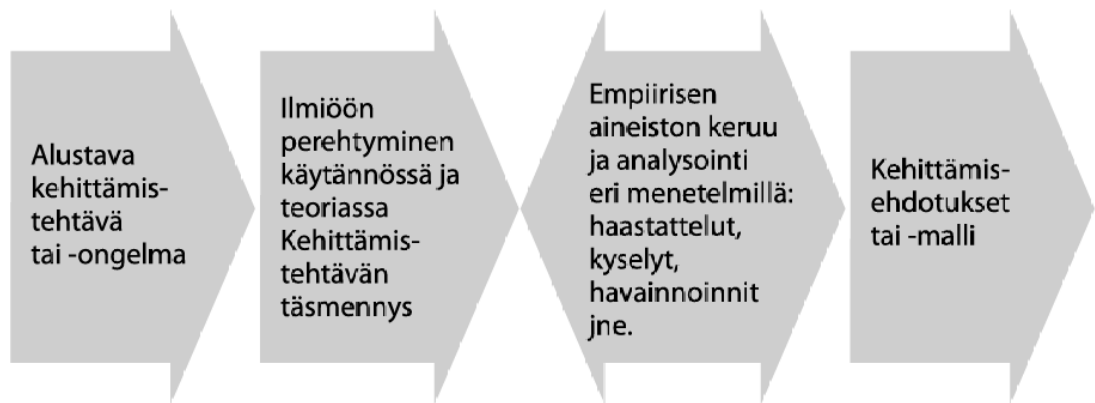 Alustava
kehittämis-
tehtävä
tai -ongelma
Ilmiöön
perehtyminen
käytännössä ja
teoriassa
Kehittämis-
tehtävän
täsmennys
Empiirisen
aineiston keruu
ja analysointi
eri menetelmillä:
haastattelut,
kyselyt,
havainnoinnit
jne.
Kehittämis-
ehdotukset
tai -malli